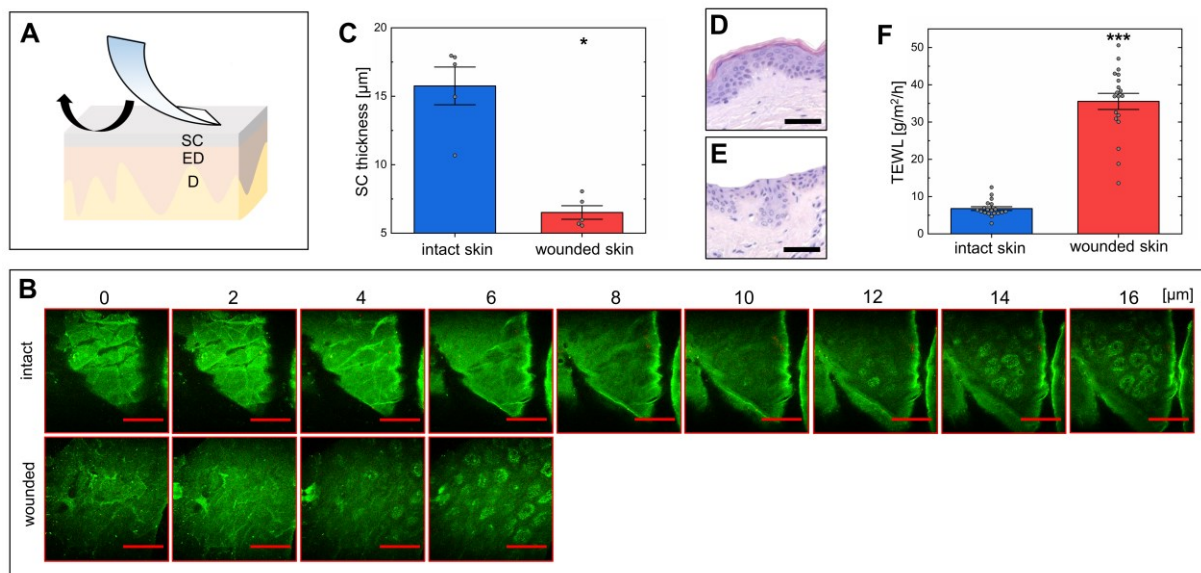 A
SC
ED
D
C
SC thickness [µm]
20
15
10
5
*
intact skin
wounded skin
D
E
F
TEWL [g/m²/h]
50
40
30
20
10
0
***
intact skin
wounded skin
B
0 2 4 6 8 10 12 14 16 [µm]
intact
wounded